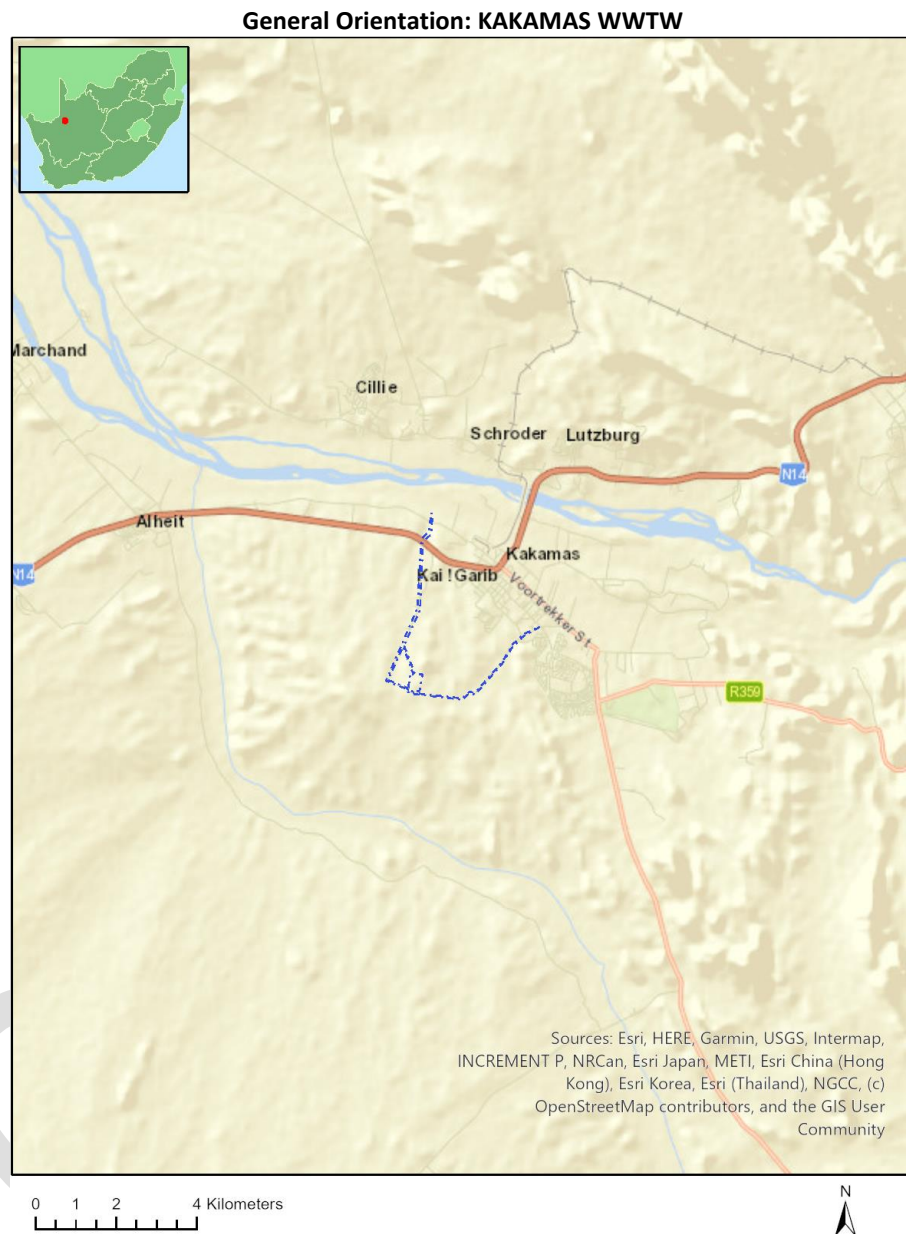 General Orientation: KAKAMAS WWTW
Marchand
Cillie
Schroder
Lutzburg
N14
Alheit
Kakamas
N14
Kai !Garib
Voortrekker St
R359
Sources: Esri, HERE, Garmin, USGS, Intermap,
INCREMENT P, NRCan, Esri Japan, METI, Esri China (Hong
Kong), Esri Korea, Esri (Thailand), NGCC, (c)
OpenStreetMap contributors, and the GIS User
Community
0 1 2 4 Kilometers
N